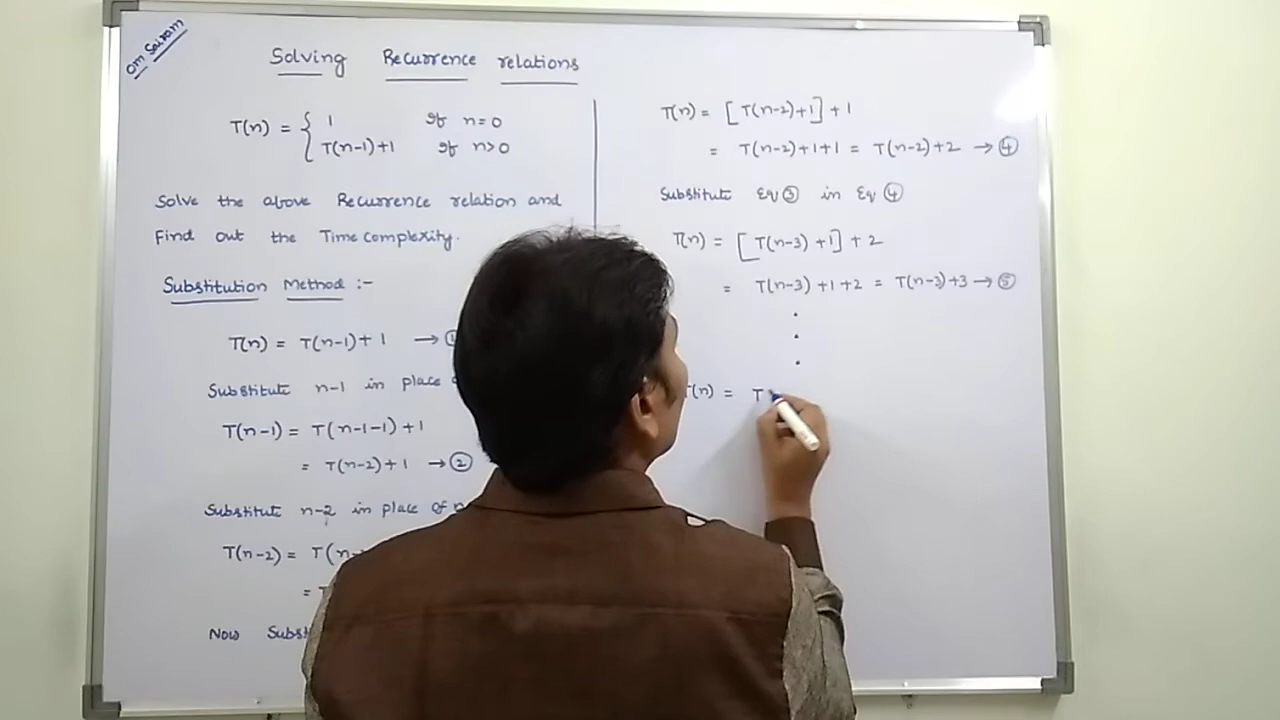 Om Sairam
Solving Recurrence relations
T(n) = { 1 if n=0
T(n-1)+1 if n>0
Solve the above Recurrence relation and
Find out the Time complexity.
Substitution Method :-
T(n) = T(n-1)+1 →
Substitute n-1 in place
T(n-1) = T(n-1-1)+1
= T(n-2)+1 → ②
Substitute n-2 in place of n
T(n-2) = T(n-
= T
Now Subst
T(n) = [T(n-2)+1]+1
= T(n-2)+1+1 = T(n-2)+2 → ④
Substitute Eq ③ in Eq ④
T(n) = [T(n-3)+1]+2
= T(n-3)+1+2 = T(n-3)+3 → ⑤
.
.
.
T(n) = T